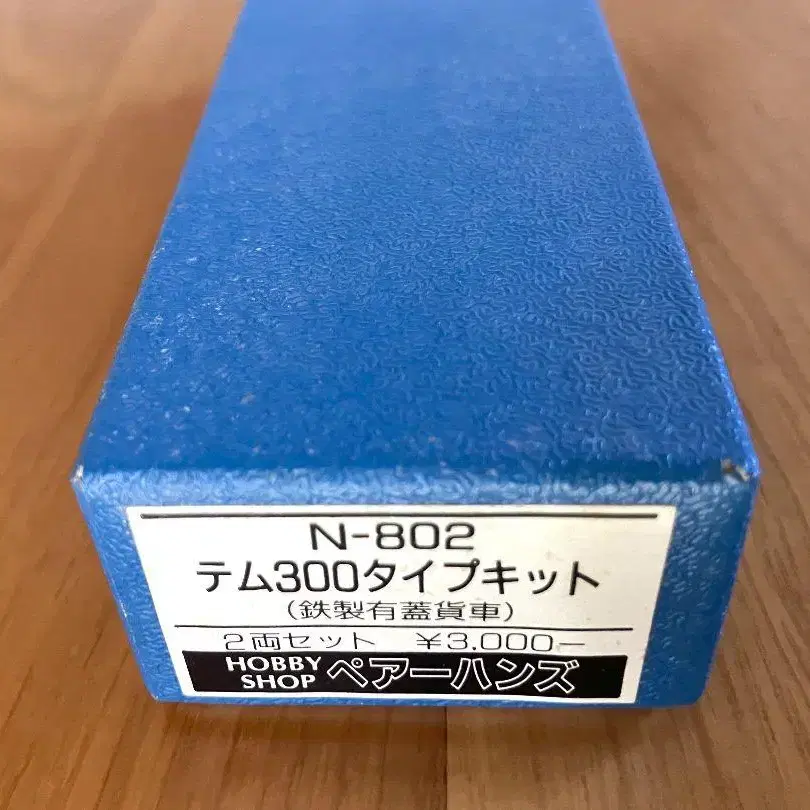 N-802
テム300タイプキット
(鉄製有蓋貨車)
2両セット ¥3,000-
HOBBY SHOP ペアーハンズ